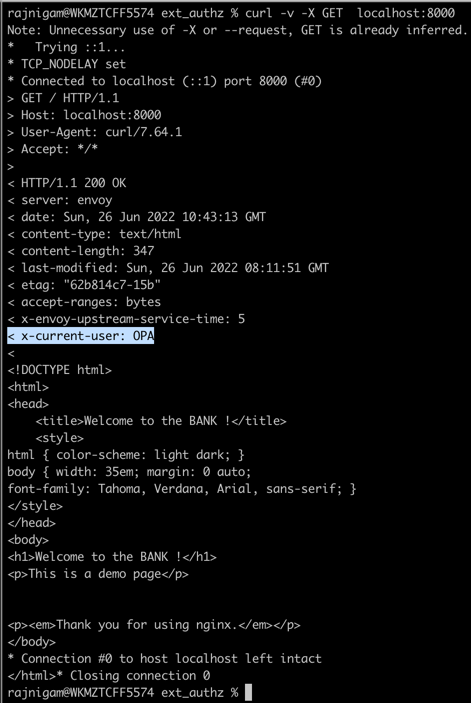 rajnigam@WKMZTCFF5574 ext_authz % curl -v -X GET  localhost:8000
Note: Unnecessary use of -X or --request, GET is already inferred.
*   Trying ::1...
* TCP_NODELAY set
* Connected to localhost (::1) port 8000 (#0)
> GET / HTTP/1.1
> Host: localhost:8000
> User-Agent: curl/7.64.1
> Accept: */*
>
< HTTP/1.1 200 OK
< server: envoy
< date: Sun, 26 Jun 2022 10:43:13 GMT
< content-type: text/html
< content-length: 347
< last-modified: Sun, 26 Jun 2022 08:11:51 GMT
< etag: "62b814c7-15b"
< accept-ranges: bytes
< x-envoy-upstream-service-time: 5
< x-current-user: OPA
<
<!DOCTYPE html>
<html>
<head>
    <title>Welcome to the BANK !</title>
    <style>
html { color-scheme: light dark; }
body { width: 35em; margin: 0 auto;
font-family: Tahoma, Verdana, Arial, sans-serif; }
</style>
</head>
<body>
<h1>Welcome to the BANK !</h1>
<p>This is a demo page</p>


<p><em>Thank you for using nginx.</em></p>
</body>
* Connection #0 to host localhost left intact
</html>* Closing connection 0
rajnigam@WKMZTCFF5574 ext_authz %